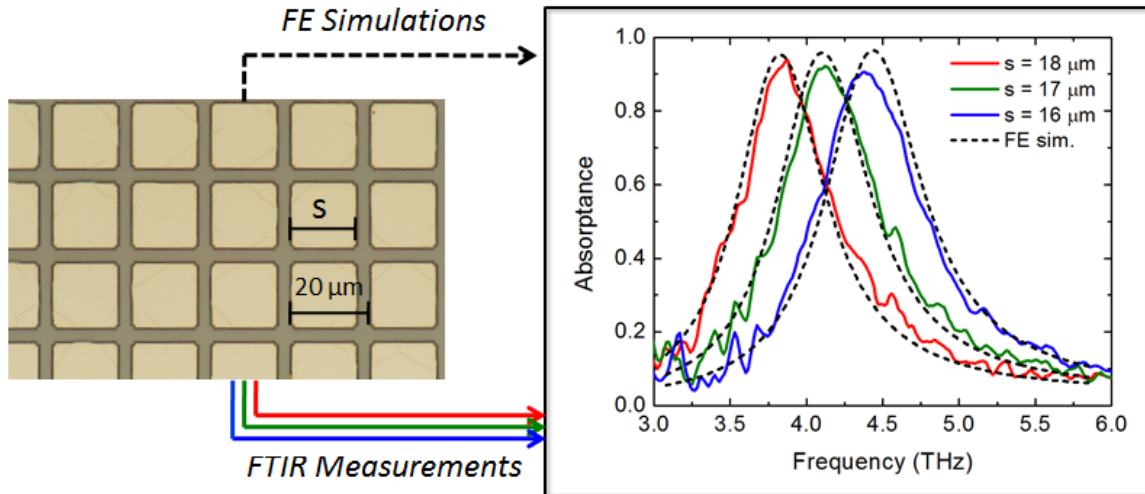 FE Simulations
S
20 μm
FTIR Measurements
Absorptance
1.0
0.8
0.6
0.4
0.2
0.0
s = 18 μm
s = 17 μm
s = 16 μm
FE sim.
3.0 3.5 4.0 4.5 5.0 5.5 6.0
Frequency (THz)